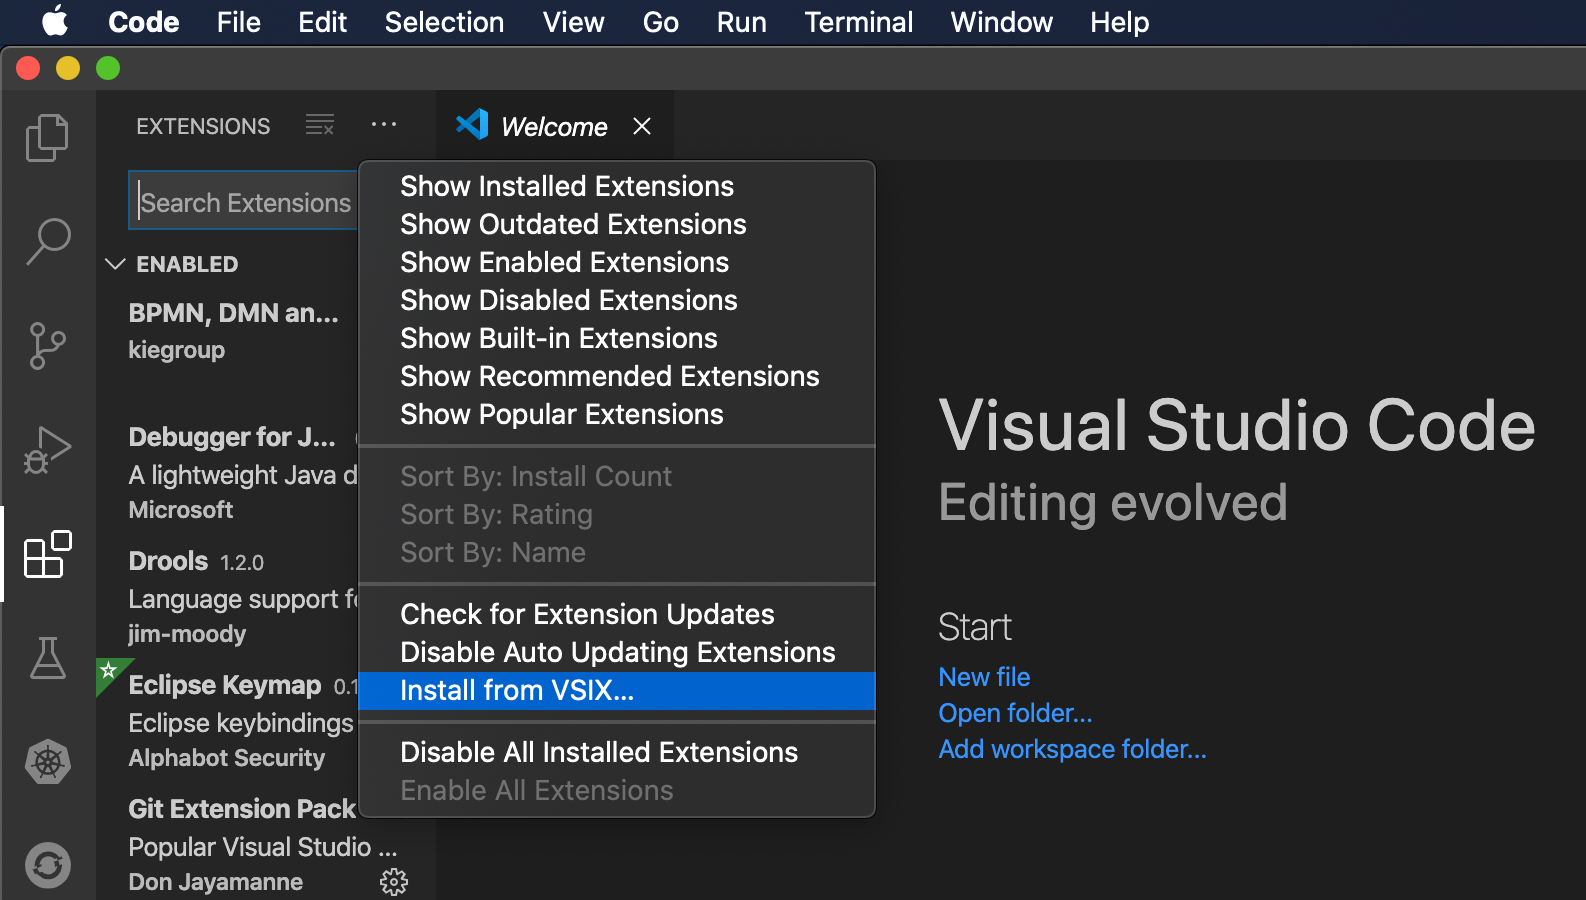 Code File Edit Selection View Go Run Terminal Window Help
EXTENSIONS
Welcome
Search Extensions
ENABLED
BPMN, DMN an...
kiegroup
Debugger for J...
A lightweight Java d
Microsoft
Drools 1.2.0
Language support fo
jim-moody
Eclipse Keymap 0.1
Eclipse keybindings
Alphabot Security
Git Extension Pack
Popular Visual Studio ...
Don Jayamanne
Show Installed Extensions
Show Outdated Extensions
Show Enabled Extensions
Show Disabled Extensions
Show Built-in Extensions
Show Recommended Extensions
Show Popular Extensions
Sort By: Install Count
Sort By: Rating
Sort By: Name
Check for Extension Updates
Disable Auto Updating Extensions
Install from VSIX...
Disable All Installed Extensions
Enable All Extensions
Visual Studio Code
Editing evolved
Start
New file
Open folder...
Add workspace folder...